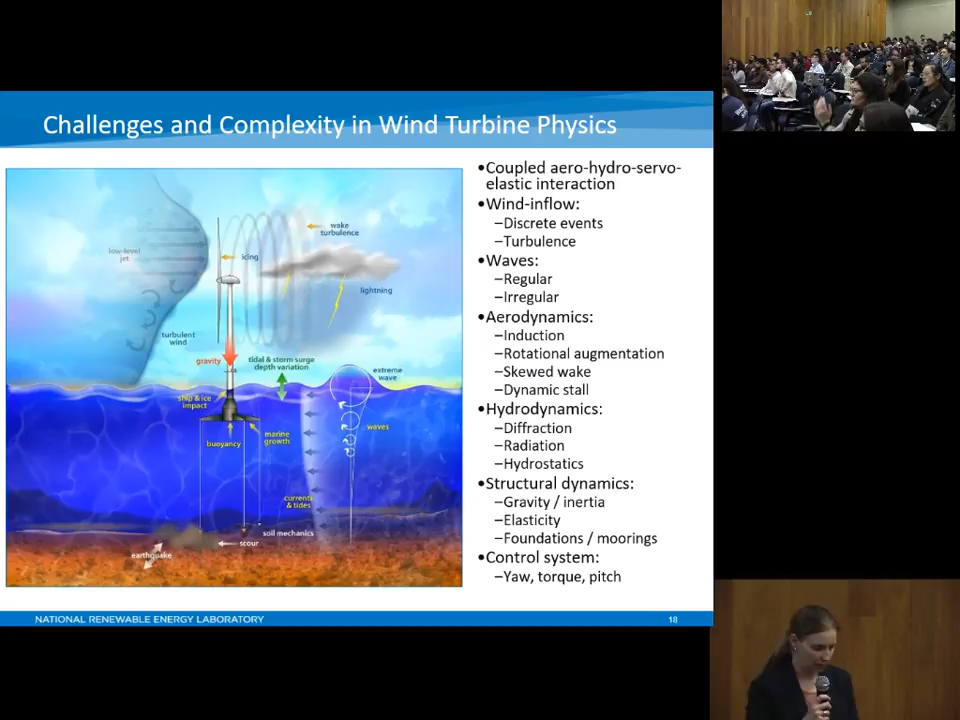 Challenges and Complexity in Wind Turbine Physics
low-level
jet
icing
wake
turbulence
lightning
turbulent
wind
gravity
tidal & storm surge
depth variation
extreme
wave
ship & ice
impact
buoyancy
marine
growth
waves
currents
& tides
soil mechanics
scour
earthquake
•Coupled aero-hydro-servo-
elastic interaction
•Wind-inflow:
–Discrete events
–Turbulence
•Waves:
–Regular
–Irregular
•Aerodynamics:
–Induction
–Rotational augmentation
–Skewed wake
–Dynamic stall
•Hydrodynamics:
–Diffraction
–Radiation
–Hydrostatics
•Structural dynamics:
–Gravity / inertia
–Elasticity
–Foundations / moorings
•Control system:
–Yaw, torque, pitch
NATIONAL RENEWABLE ENERGY LABORATORY
18